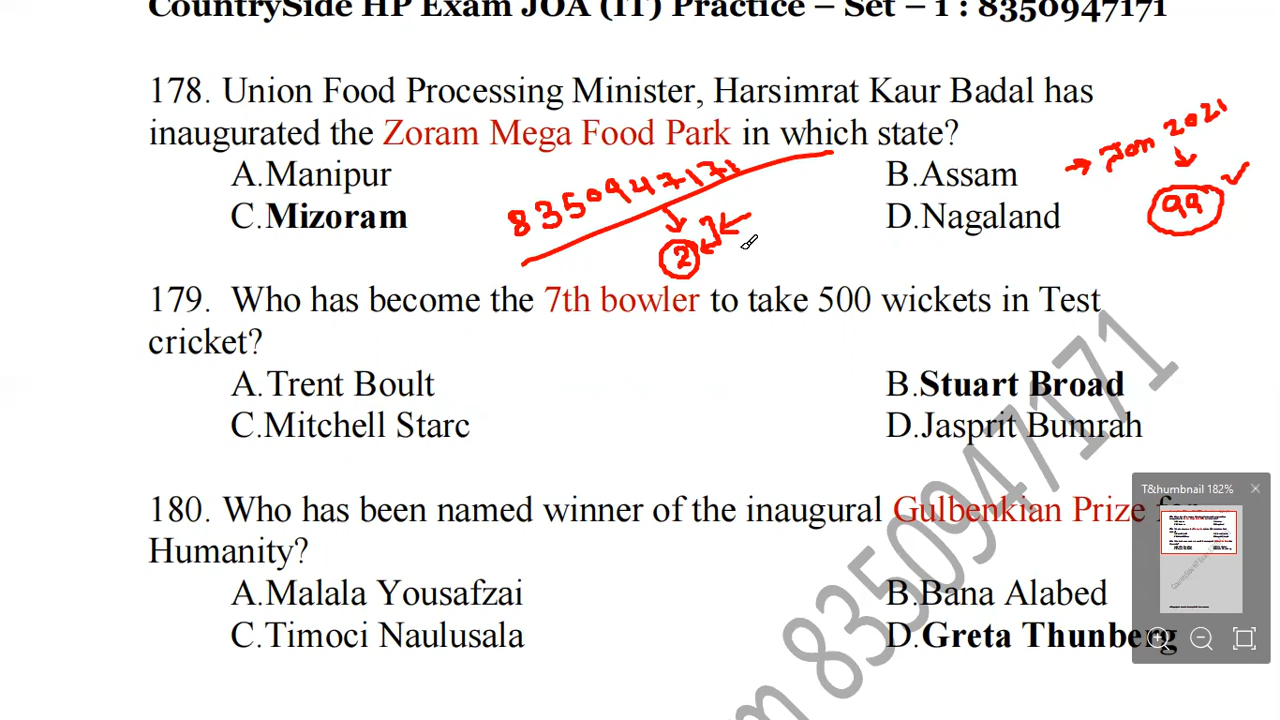 CountrySide HP Exam JOA (IT) Practice – Set – 1 : 8350947171
178. Union Food Processing Minister, Harsimrat Kaur Badal has
inaugurated the Zoram Mega Food Park in which state?
→ Jan 2021
A.Manipur
B.Assam
8350947171
99
C.Mizoram
D.Nagaland
2
179. Who has become the 7th bowler to take 500 wickets in Test
cricket?
A.Trent Boult
B.Stuart Broad
C.Mitchell Starc
D.Jasprit Bumrah
T&humbnail 182%
180. Who has been named winner of the inaugural Gulbenkian Prize for
Humanity?
A.Malala Yousafzai
B.Bana Alabed
C.Timoci Naulusala
D.Greta Thunberg
8350947171